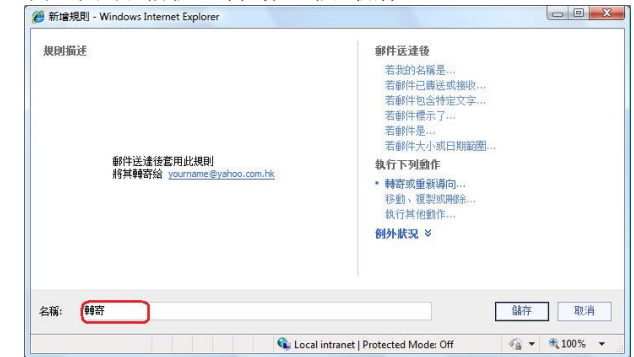 新增規則 - Windows Internet Explorer
規則描述
郵件送達後套用此規則
將其轉寄給 yourname@yahoo.com.hk
郵件送達後
若我的名稱是...
若郵件已傳送或接收...
若郵件包含特定文字...
若郵件標示了...
若郵件是...
若郵件大小或日期範圍...
執行下列動作
• 轉寄或重新導向...
移動、複製或刪除...
執行其他動作...
例外狀況
名稱: 轉寄
儲存 取消
Local intranet | Protected Mode: Off 100%